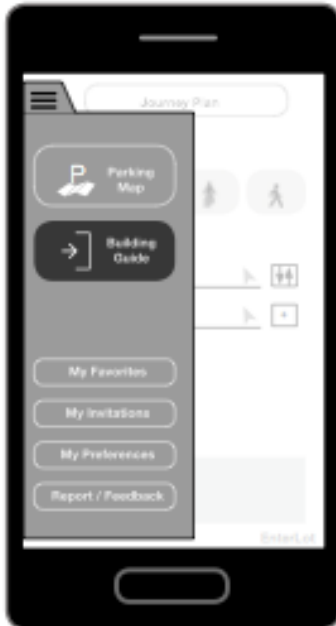 Journey Plan
P
Parking
Map
Building
Guide
My Favorites
My Invitations
My Preferences
Report / Feedback
EnterLot